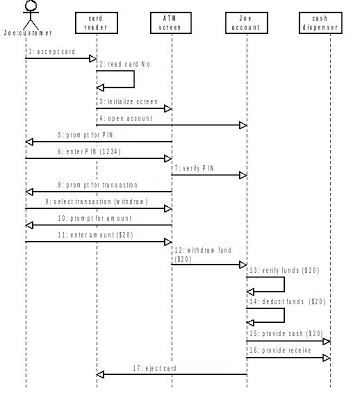 card
reader
ATM
screen
Joe
account
cash
dispenser
Joe:customer
1: accept card
2: read card No
3: initialize screen
4: open account
5: prompt for PIN
6: enter PIN (1234)
7: verify PIN
8: prompt for transaction
9: select transaction (withdraw)
10: prompt for amount
11: enter amount ($20)
12: withdraw fund
($20)
13: verify funds ($20)
14: deduct funds ($20)
15: provide cash ($20)
16: provide receive
17: eject card